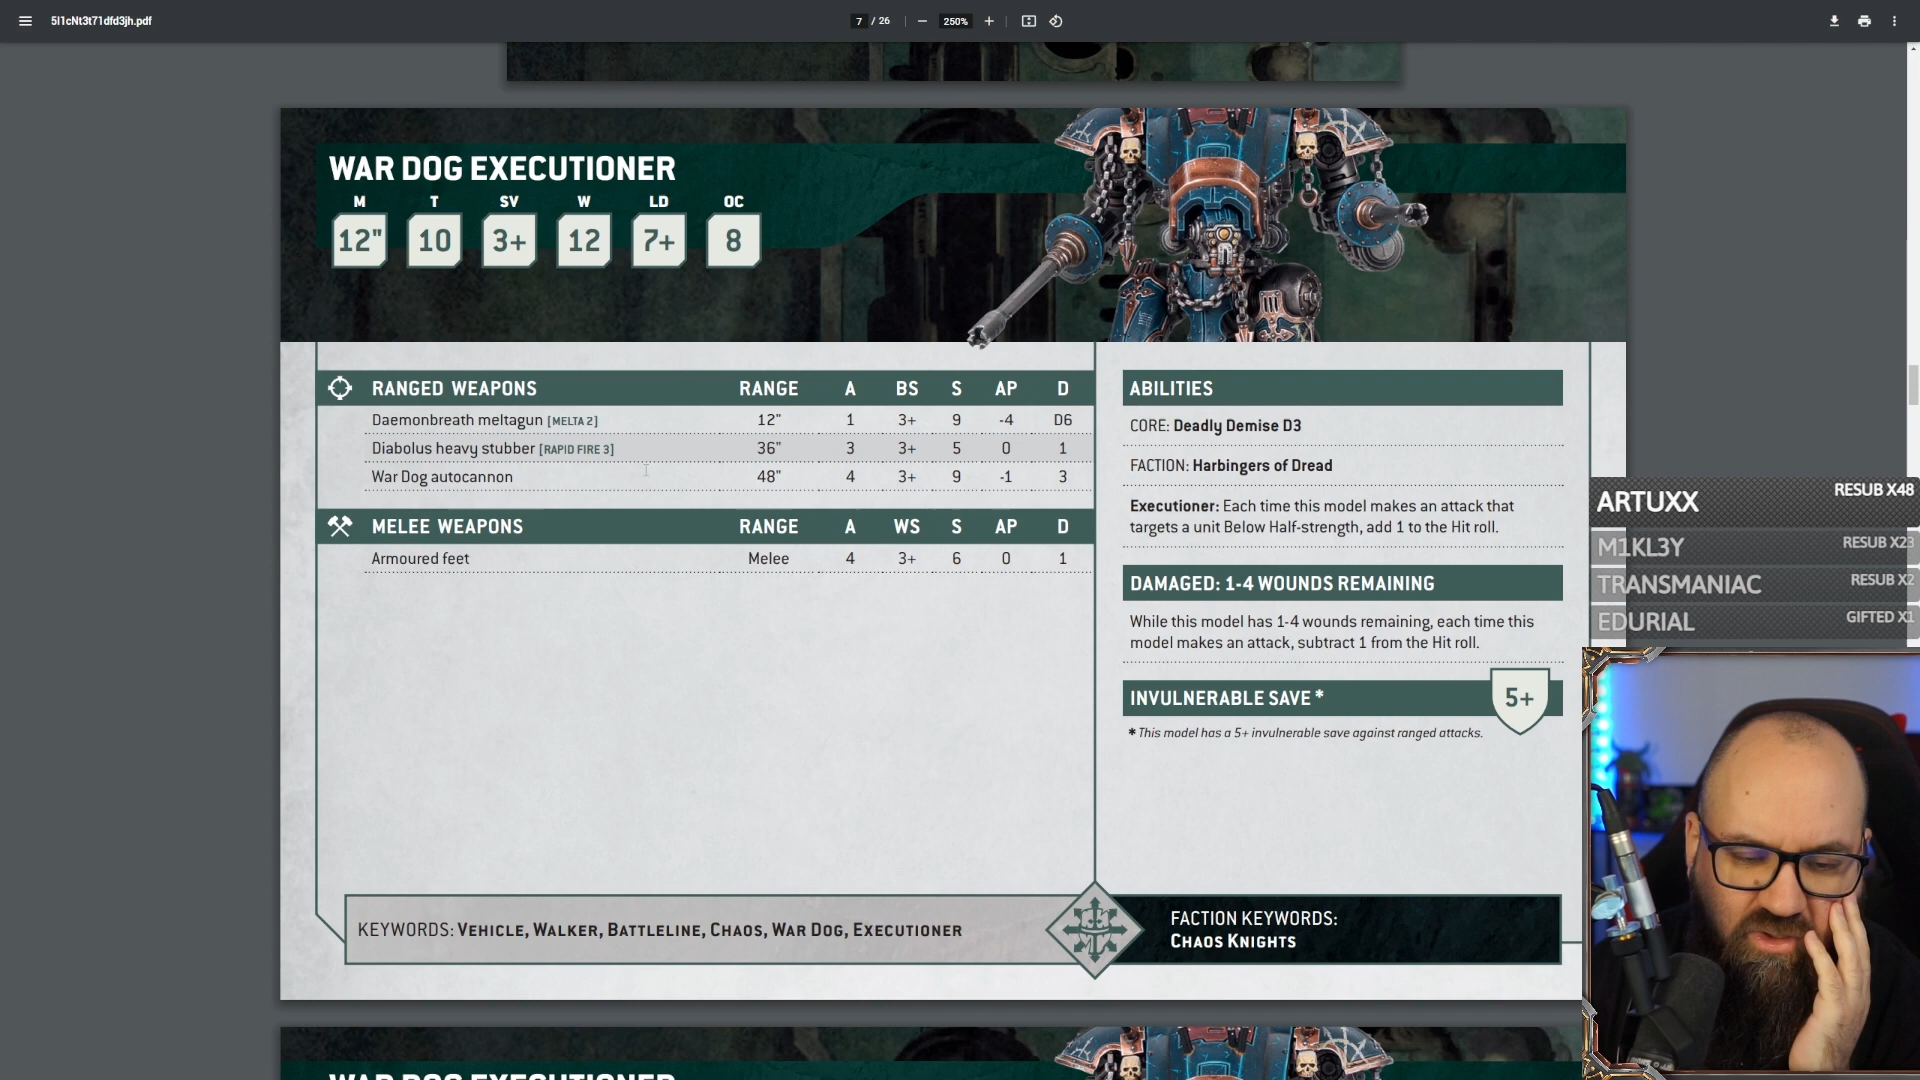 5l1cNt3t71dfd3jh.pdf
7 / 26
250%
WAR DOG EXECUTIONER
M T SV W LD OC
12" 10 3+ 12 7+ 8
RANGED WEAPONS RANGE A BS S AP D
Daemonbreath meltagun [MELTA 2] 12" 1 3+ 9 -4 D6
Diabolus heavy stubber [RAPID FIRE 3] 36" 3 3+ 5 0 1
War Dog autocannon 48" 4 3+ 9 -1 3
MELEE WEAPONS RANGE A WS S AP D
Armoured feet Melee 4 3+ 6 0 1
ABILITIES
CORE: Deadly Demise D3
FACTION: Harbingers of Dread
Executioner: Each time this model makes an attack that
targets a unit Below Half-strength, add 1 to the Hit roll.
DAMAGED: 1-4 WOUNDS REMAINING
While this model has 1-4 wounds remaining, each time this
model makes an attack, subtract 1 from the Hit roll.
INVULNERABLE SAVE* 5+
* This model has a 5+ invulnerable save against ranged attacks.
KEYWORDS: VEHICLE, WALKER, BATTLELINE, CHAOS, WAR DOG, EXECUTIONER
FACTION KEYWORDS:
CHAOS KNIGHTS
ARTUXX RESUB X48
M1KL3Y RESUB X23
TRANSMANIAC RESUB X2
EDURIAL GIFTED X1
WAR DOG EXECUTIONER